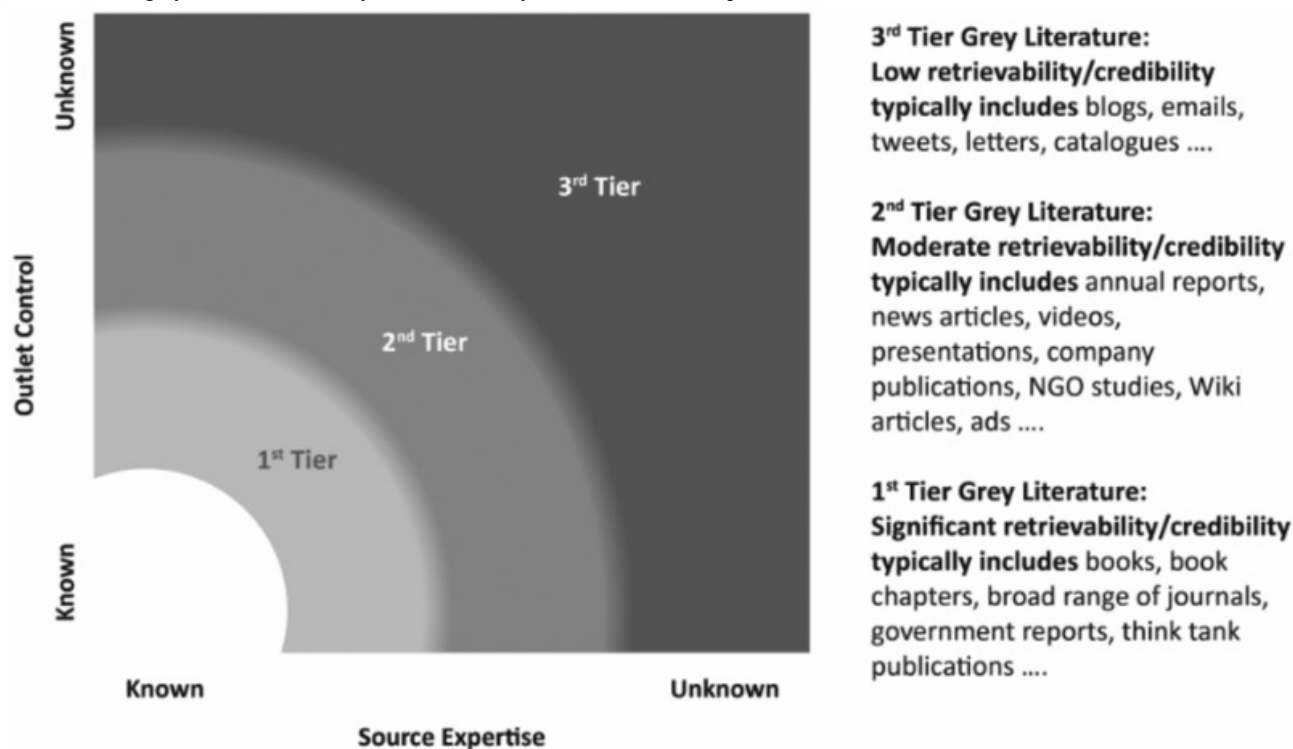 Unknown
Outlet Control
Known
3rd Tier
2nd Tier
1st Tier
Known
Unknown
Source Expertise
3rd Tier Grey Literature:
Low retrievability/credibility
typically includes blogs, emails,
tweets, letters, catalogues ....
2nd Tier Grey Literature:
Moderate retrievability/credibility
typically includes annual reports,
news articles, videos,
presentations, company
publications, NGO studies, Wiki
articles, ads ....
1st Tier Grey Literature:
Significant retrievability/credibility
typically includes books, book
chapters, broad range of journals,
government reports, think tank
publications ....